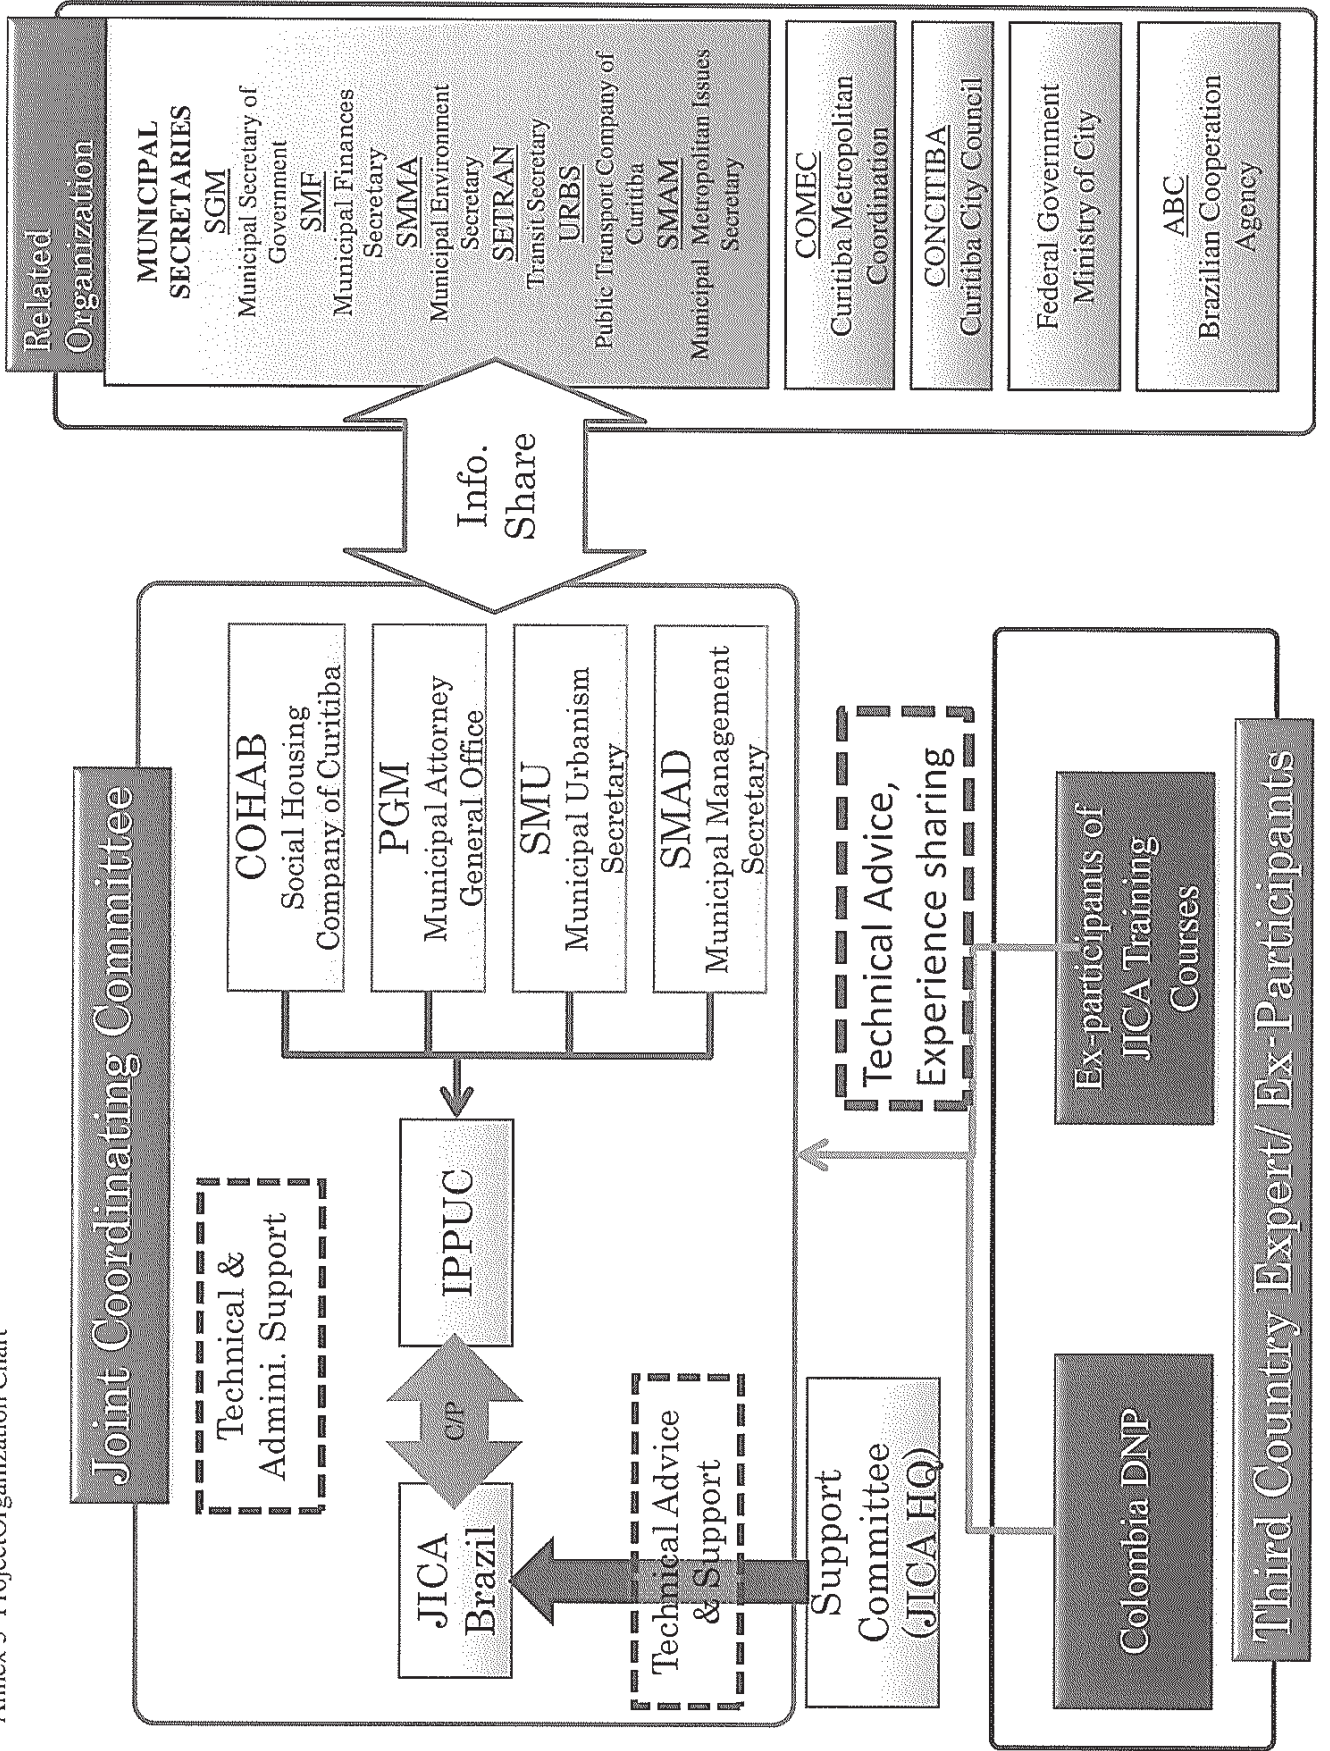 Annex 5 ProjectOrganization Chart
Joint Coordinating Committee
Technical &
Admini. Support
JICA
Brazil
C/P
IPPUC
COHAB
Social Housing
Company of Curitiba
PGM
Municipal Attorney
General Office
SMU
Municipal Urbanism
Secretary
SMAD
Municipal Management
Secretary
Technical Advice
& Support
Support
Committee
(JICA HQ)
Info.
Share
Related
Organization
MUNICIPAL
SECRETARIES
SGM
Municipal Secretary of
Government
SMF
Municipal Finances
Secretary
SMMA
Municipal Environment
Secretary
SETRAN
Transit Secretary
URBS
Public Transport Company of
Curitiba
SMAM
Municipal Metropolitan Issues
Secretary
COMEC
Curitiba Metropolitan
Coordination
CONCITIBA
Curitiba City Council
Federal Government
Ministry of City
ABC
Brazilian Cooperation
Agency
Technical Advice,
Experience sharing
Colombia DNP
Ex-participants of
JICA Training
Courses
Third Country Expert/ Ex-Participants